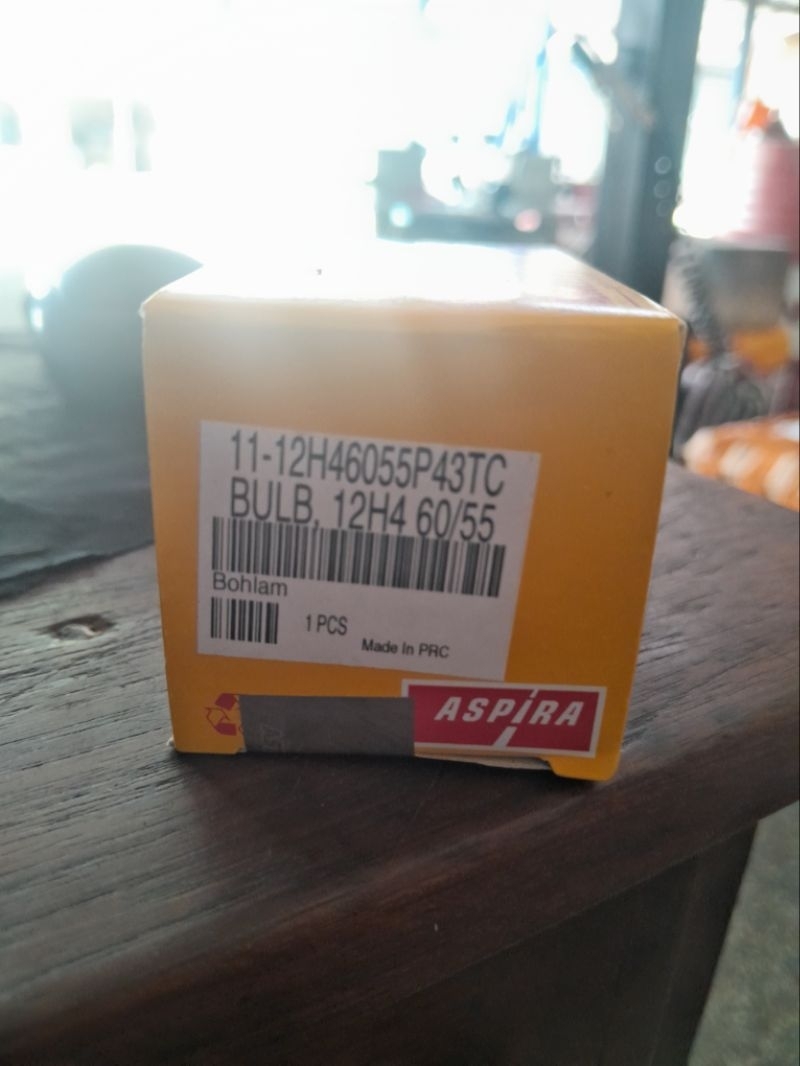 11-12H46055P43TC
BULB, 12H4 60/55
Bohlam
1 PCS
Made In PRC
ASPIRA